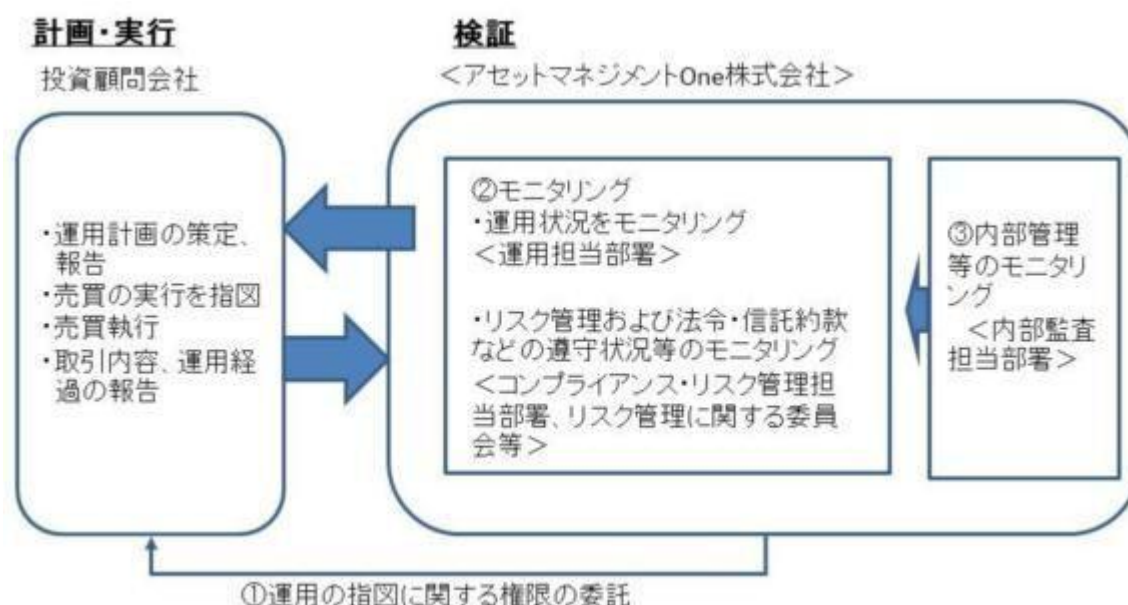 計画・実行
投資顧問会社
・運用計画の策定、
報告
・売買の実行を指図
・売買執行
・取引内容、運用経
過の報告
検証
＜アセットマネジメントOne株式会社＞
②モニタリング
・運用状況をモニタリング
＜運用担当部署＞
・リスク管理および法令・信託約款
などの遵守状況等のモニタリング
＜コンプライアンス・リスク管理担
当部署、リスク管理に関する委員
会等＞
③内部管理
等のモニタリ
ング
＜内部監査
担当部署＞
①運用の指図に関する権限の委託